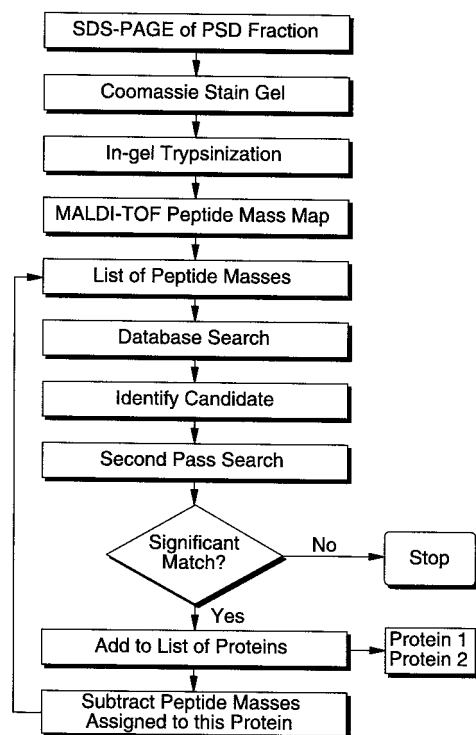 SDS-PAGE of PSD Fraction
Coomassie Stain Gel
In-gel Trypsinization
MALDI-TOF Peptide Mass Map
List of Peptide Masses
Database Search
Identify Candidate
Second Pass Search
Significant
Match?
No
Stop
Yes
Add to List of Proteins
Protein 1
Protein 2
Subtract Peptide Masses
Assigned to this Protein